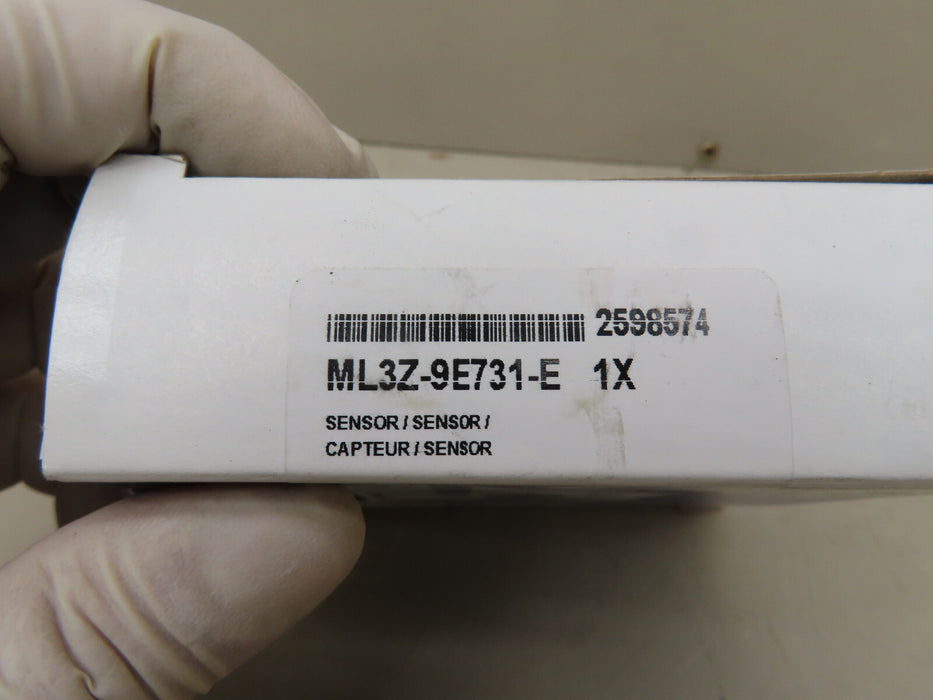 2598574
ML3Z-9E731-E 1X
SENSOR / SENSOR /
CAPTEUR / SENSOR